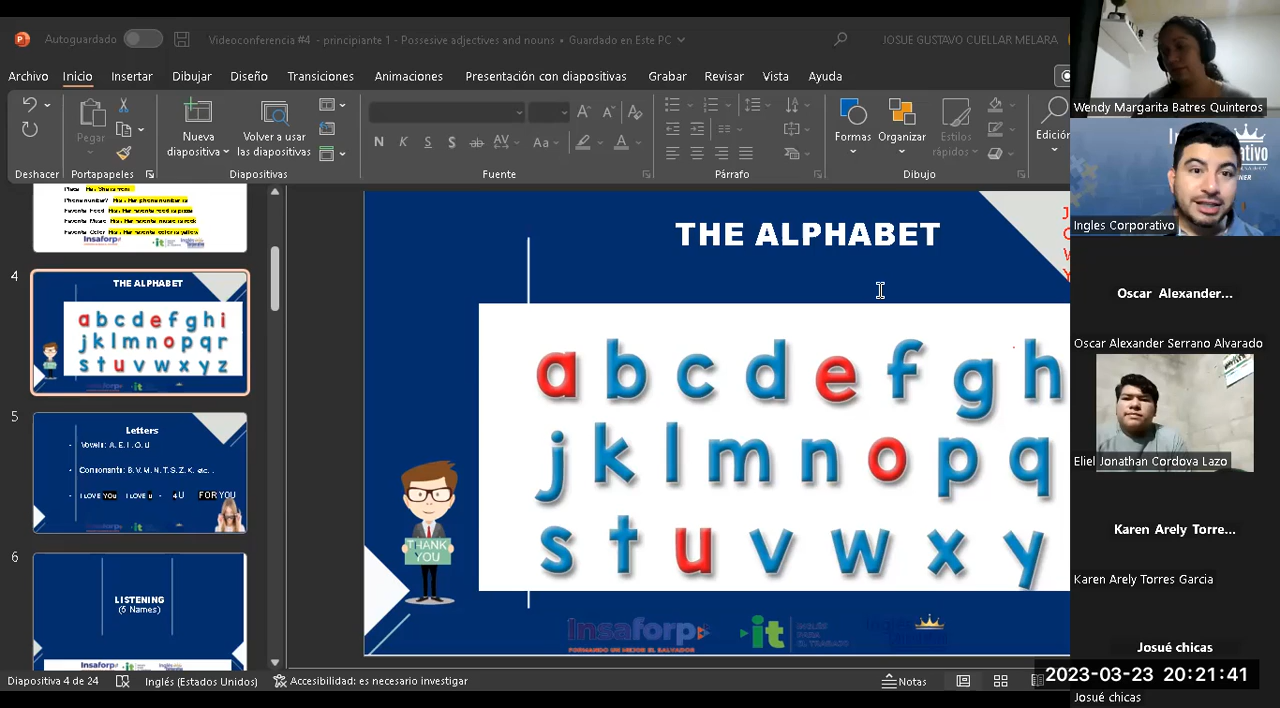 Autoguardado
Videoconferencia #4 - principiante 1 - Possesive adjectives and nouns • Guardado en Este PC
JOSUE GUSTAVO CUELLAR MELARA
Archivo Inicio Insertar Dibujar Diseño Transiciones Animaciones Presentación con diapositivas Grabar Revisar Vista Ayuda
Pegar
Nueva diapositiva
Volver a usar las diapositivas
Formas
Organizar
Estilos rápidos
Edición
N K S S ab AV Aa A
Deshacer Portapapeles Diapositivas Fuente Párrafo Dibujo
4
THE ALPHABET
a b c d e f g h i
j k l m n o p q r
s t u v w x y z
5
Letters
Vowels: A, E, I, O, U
Consonants: B, V, M, N, T, S, Z, K, etc. .
I LOVE YOU I LOVE u - 4 U FOR YOU
6
LISTENING
(5 Names)
Insaforp
THE ALPHABET
a b c d e f g h
j k l m n o p q
s t u v w x y
THANK YOU
Insaforp
FORMANDO UN MEJOR EL SALVADOR
it
INGLÉS PARA EL TRABAJO
Wendy Margarita Batres Quinteros
Ingles Corporativo
Oscar Alexander...
Oscar Alexander Serrano Alvarado
Eliel Jonathan Cordova Lazo
Karen Arely Torre...
Karen Arely Torres Garcia
Josué chicas
2023-03-23 20:21:41
Josué chicas
Diapositiva 4 de 24 Inglés (Estados Unidos) Accesibilidad: es necesario investigar Notas